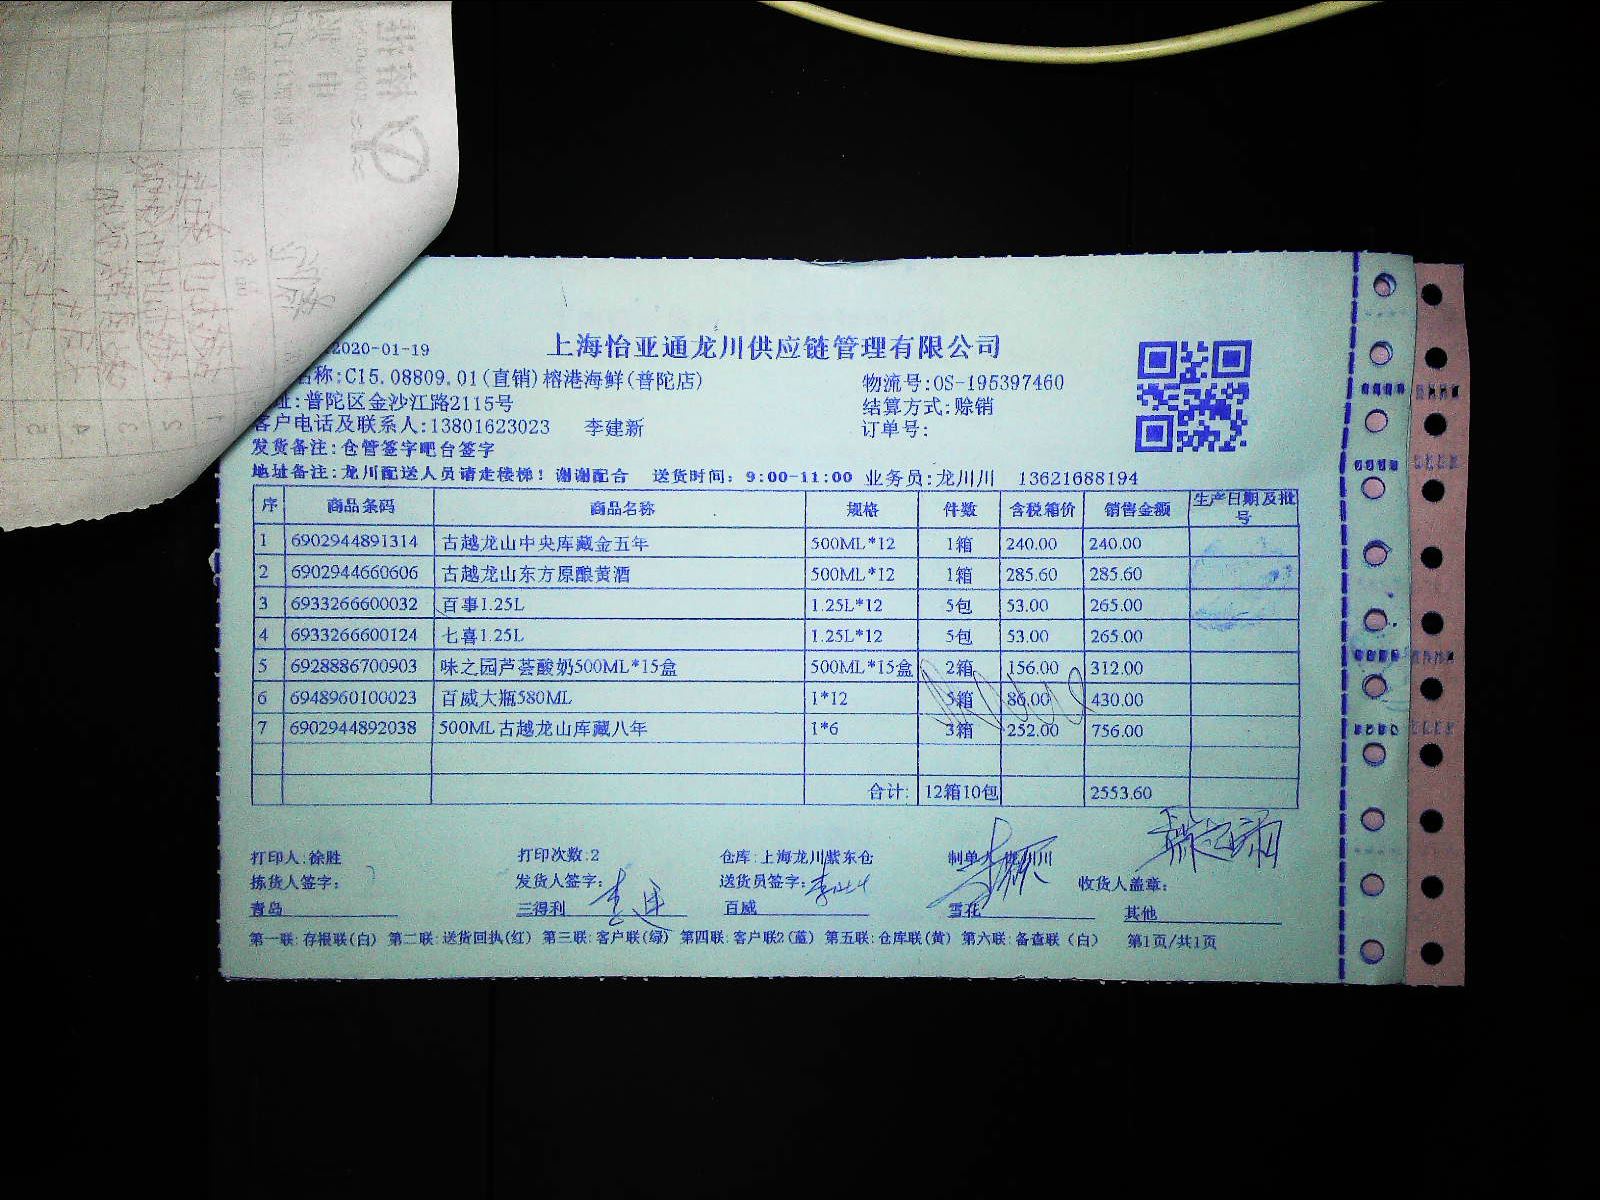 2020-01-19
上海怡亚通龙川供应链管理有限公司
名称:C15.08809.01(直销)榕港海鲜(普陀店)
物流号:OS-195397460
址:普陀区金沙江路2115号
结算方式:赊销
客户电话及联系人:13801623023 李建新
订单号:
发货备注:仓管签字吧台签字
地址备注:龙川配送人员请走楼梯！谢谢配合 送货时间：9:00-11:00 业务员:龙川川 13621688194
序 商品条码 商品名称 规格 件数 含税箱价 销售金额 生产日期及批号
1 6902944891314 古越龙山中央库藏金五年 500ML*12 1箱 240.00 240.00
2 6902944660606 古越龙山东方原酿黄酒 500ML*12 1箱 285.60 285.60
3 6933266600032 百事1.25L 1.25L*12 5包 53.00 265.00
4 6933266600124 七喜1.25L 1.25L*12 5包 53.00 265.00
5 6928886700903 味之园芦荟酸奶500ML*15盒 500ML*15盒 2箱 156.00 312.00
6 6948960100023 百威大瓶580ML 1*12 5箱 86.00 430.00
7 6902944892038 500ML古越龙山库藏八年 1*6 3箱 252.00 756.00
合计: 12箱10包 2553.60
打印人:徐胜 打印次数:2 仓库:上海龙川紫东仓 制单人 龙川川
拣货人签字: 发货人签字: 送货员签字: 收货人盖章:
青岛 三得利 百威 雪花 其他
第一联:存根联(白) 第二联:送货回执(红) 第三联:客户联(绿) 第四联:客户联2(蓝) 第五联:仓库联(黄) 第六联:备查联（白） 第1页/共1页